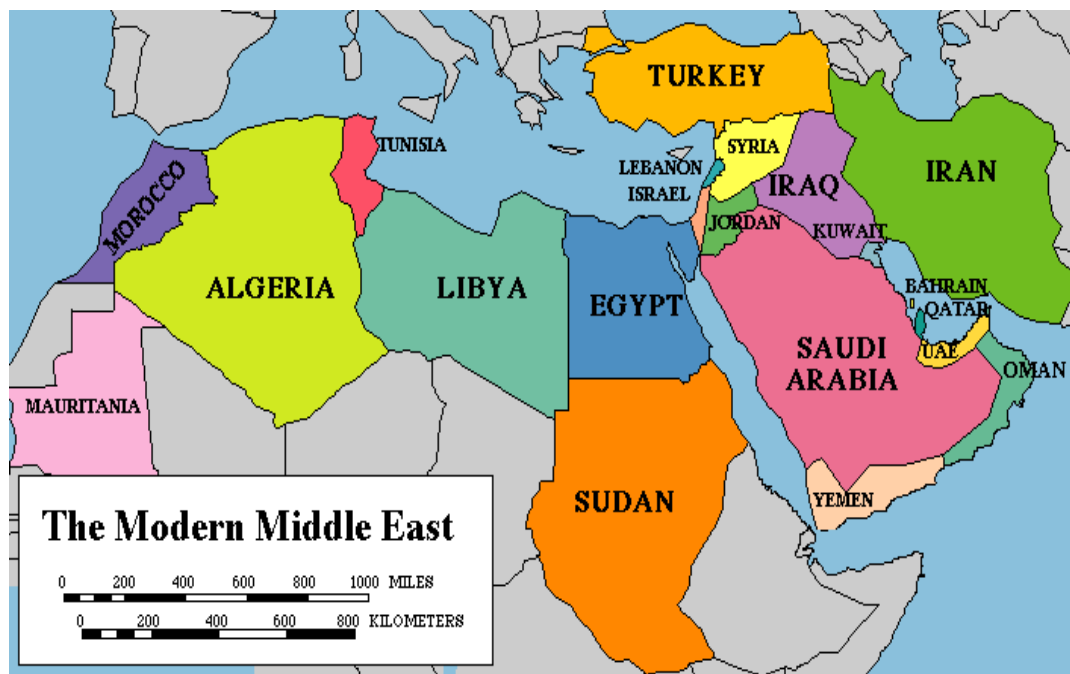 TURKEY
TUNISIA
SYRIA
LEBANON
ISRAEL
IRAQ
IRAN
MOROCCO
JORDAN
KUWAIT
ALGERIA
LIBYA
EGYPT
BAHRAIN
QATAR
SAUDI
ARABIA
UAE
OMAN
MAURITANIA
SUDAN
YEMEN
The Modern Middle East
0 200 400 600 800 1000 MILES
0 200 400 600 800 KILOMETERS